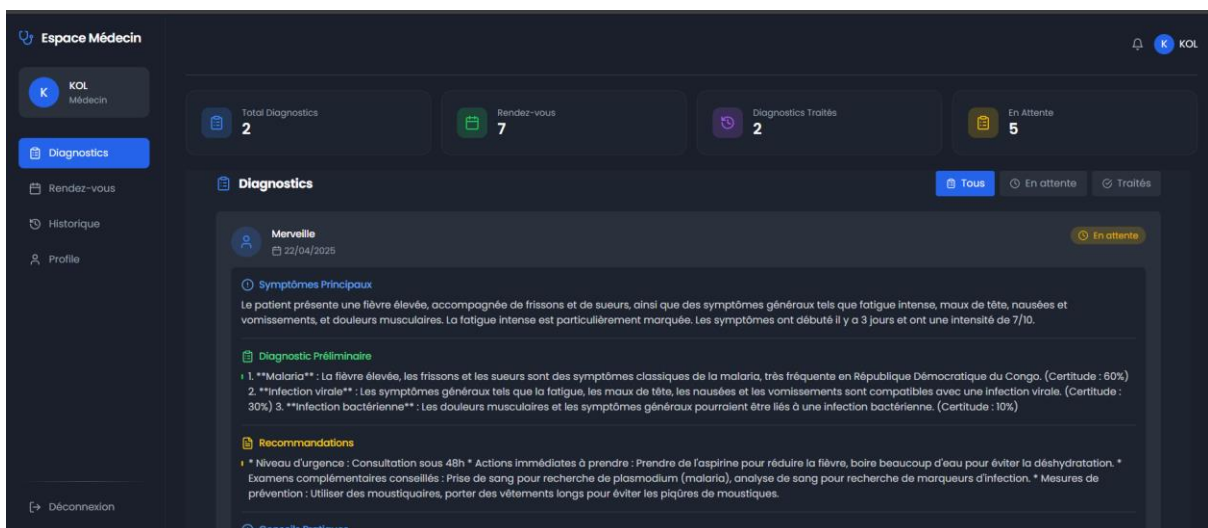 Espace Médecin
K KOL
K
KOL
Médecin
Total Diagnostics
2
Rendez-vous
7
Diagnostics Traités
2
En Attente
5
Diagnostics
Rendez-vous
Historique
Profile
Déconnexion
Diagnostics
Tous
En attente
Traités
Merveille
22/04/2025
En attente
Symptômes Principaux
Le patient présente une fièvre élevée, accompagnée de frissons et de sueurs, ainsi que des symptômes généraux tels que fatigue intense, maux de tête, nausées et
vomissements, et douleurs musculaires. La fatigue intense est particulièrement marquée. Les symptômes ont débuté il y a 3 jours et ont une intensité de 7/10.
Diagnostic Préliminaire
1. **Malaria** : La fièvre élevée, les frissons et les sueurs sont des symptômes classiques de la malaria, très fréquente en République Démocratique du Congo. (Certitude : 60%)
2. **Infection virale** : Les symptômes généraux tels que la fatigue, les maux de tête, les nausées et les vomissements sont compatibles avec une infection virale. (Certitude :
30%) 3. **Infection bactérienne** : Les douleurs musculaires et les symptômes généraux pourraient être liés à une infection bactérienne. (Certitude : 10%)
Recommandations
* Niveau d'urgence : Consultation sous 48h * Actions immédiates à prendre : Prendre de l'aspirine pour réduire la fièvre, boire beaucoup d'eau pour éviter la déshydratation. *
Examens complémentaires conseillés : Prise de sang pour recherche de plasmodium (malaria), analyse de sang pour recherche de marqueurs d'infection. * Mesures de
prévention : Utiliser des moustiquaires, porter des vêtements longs pour éviter les piqûres de moustiques.
Conseils Pratiques